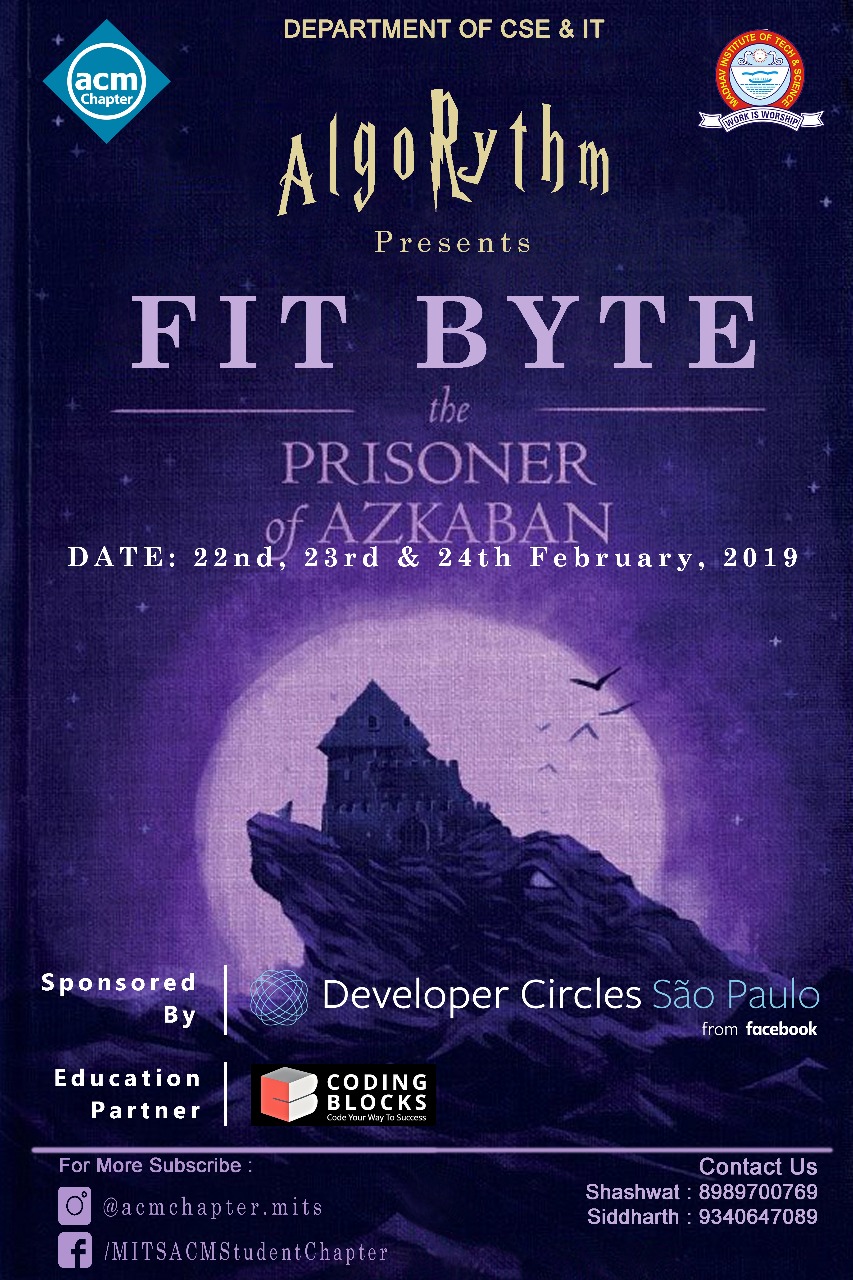 DEPARTMENT OF CSE & IT
acm
Chapter
MADHAV INSTITUTE OF TECH & SCIENCE
WORK IS WORSHIP
AlgoRythm
Presents
FIT BYTE
the
PRISONER
of AZKABAN
DATE: 22nd, 23rd & 24th February, 2019
Sponsored
By
Developer Circles São Paulo
from facebook
Education
Partner
CODING
BLOCKS
Code Your Way To Success
For More Subscribe :
@acmchapter.mits
/MITSACMStudentChapter
Contact Us
Shashwat : 8989700769
Siddharth : 9340647089